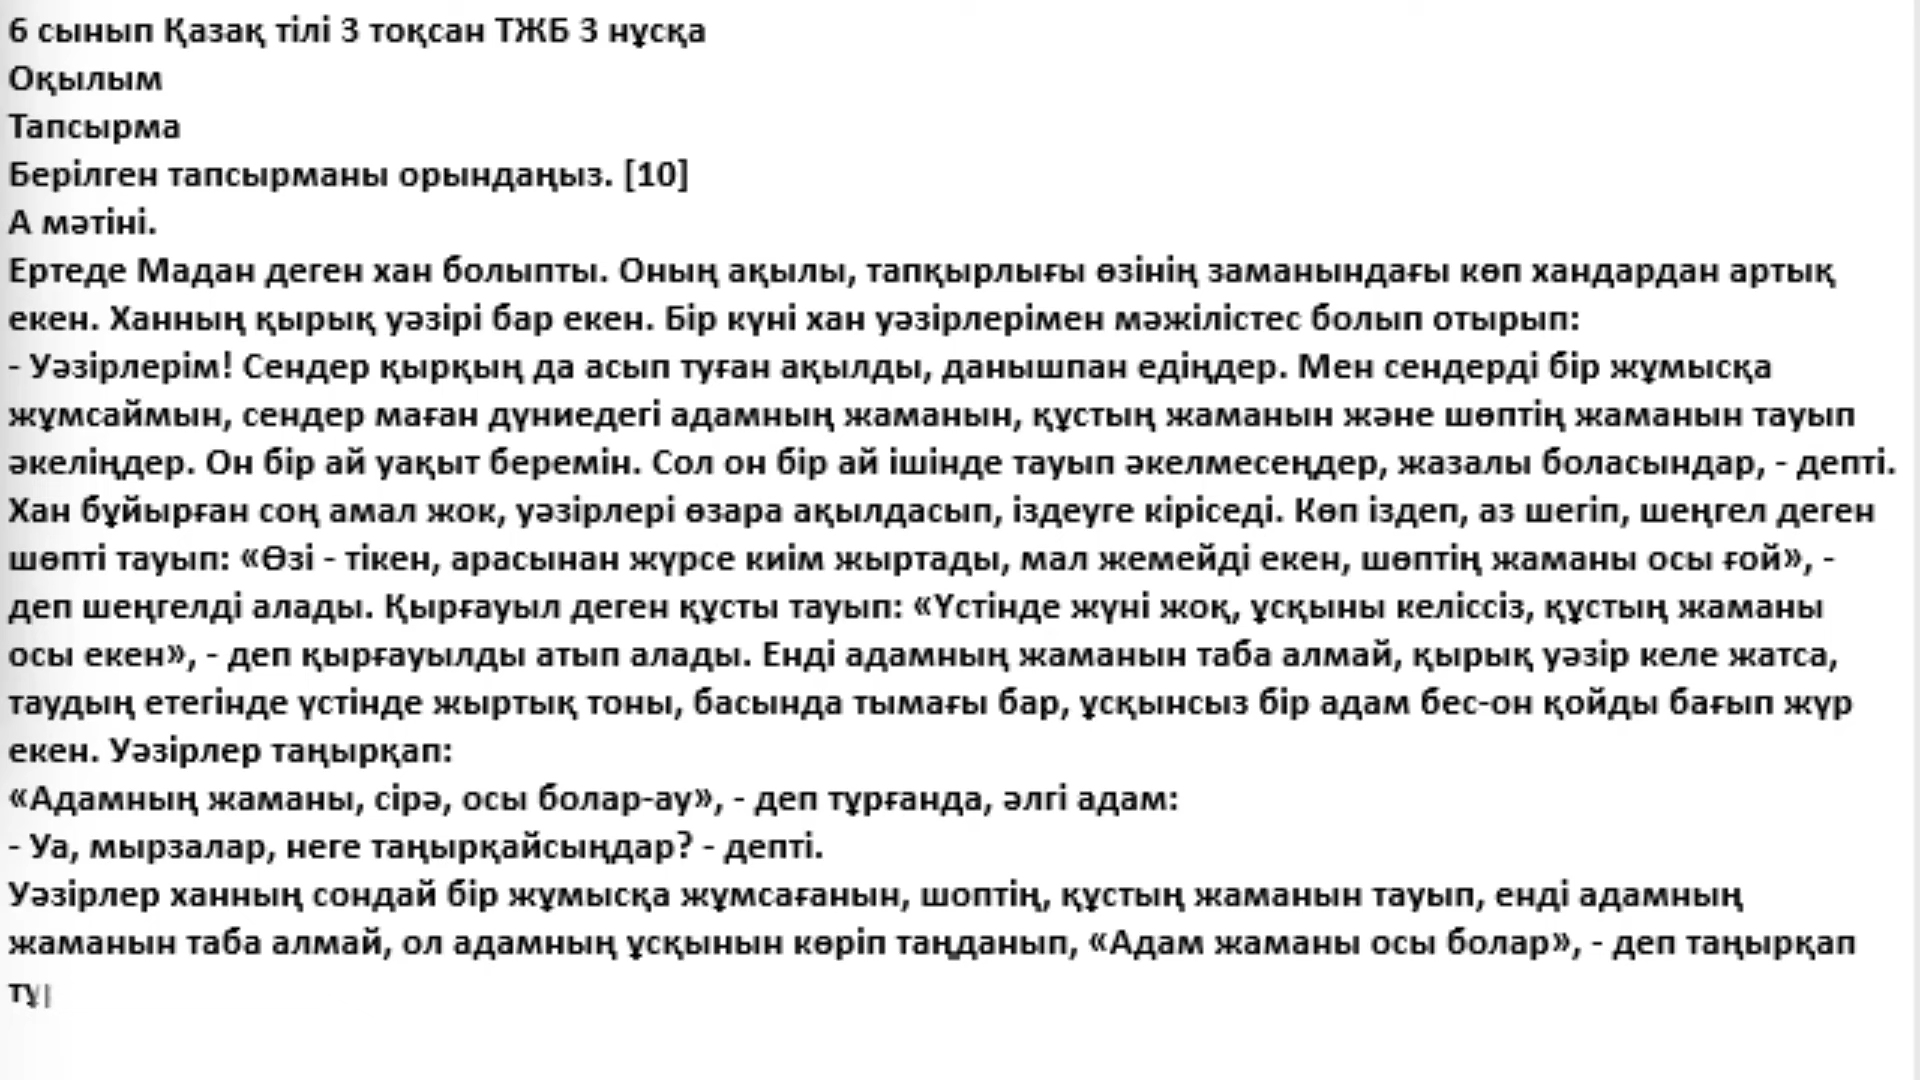 6 сынып Қазақ тілі 3 тоқсан ТЖБ 3 нұсқа
Оқылым
Тапсырма
Берілген тапсырманы орындаңыз. [10]
А мәтіні.
Ертеде Мадан деген хан болыпты. Оның ақылы, тапқырлығы өзінің заманындағы көп хандардан артық
екен. Ханның қырық уәзірі бар екен. Бір күні хан уәзірлерімен мәжілістес болып отырып:
- Уәзірлерім! Сендер қырқың да асып туған ақылды, данышпан едіңдер. Мен сендерді бір жұмысқа
жұмсаймын, сендер маған дүниедегі адамның жаманын, құстың жаманын және шөптің жаманын тауып
әкеліңдер. Он бір ай уақыт беремін. Сол он бір ай ішінде тауып әкелмесеңдер, жазалы боласындар, - депті.
Хан бұйырған соң амал жок, уәзірлері өзара ақылдасып, іздеуге кіріседі. Көп іздеп, аз шегіп, шеңгел деген
шөпті тауып: «Өзі - тікен, арасынан жүрсе киім жыртады, мал жемейді екен, шөптің жаманы осы ғой», -
деп шеңгелді алады. Қырғауыл деген құсты тауып: «Үстінде жүні жоқ, ұсқыны келіссіз, құстың жаманы
осы екен», - деп қырғауылды атып алады. Енді адамның жаманын таба алмай, қырық уәзір келе жатса,
таудың етегінде үстінде жыртық тоны, басында тымағы бар, ұсқынсыз бір адам бес-он қойды бағып жүр
екен. Уәзірлер таңырқап:
«Адамның жаманы, сірә, осы болар-ау», - деп тұрғанда, әлгі адам:
- Уа, мырзалар, неге таңырқайсыңдар? - депті.
Уәзірлер ханның сондай бір жұмысқа жұмсағанын, шоптің, құстың жаманын тауып, енді адамның
жаманын таба алмай, ол адамның ұсқынын көріп таңданып, «Адам жаманы осы болар», - деп таңырқап